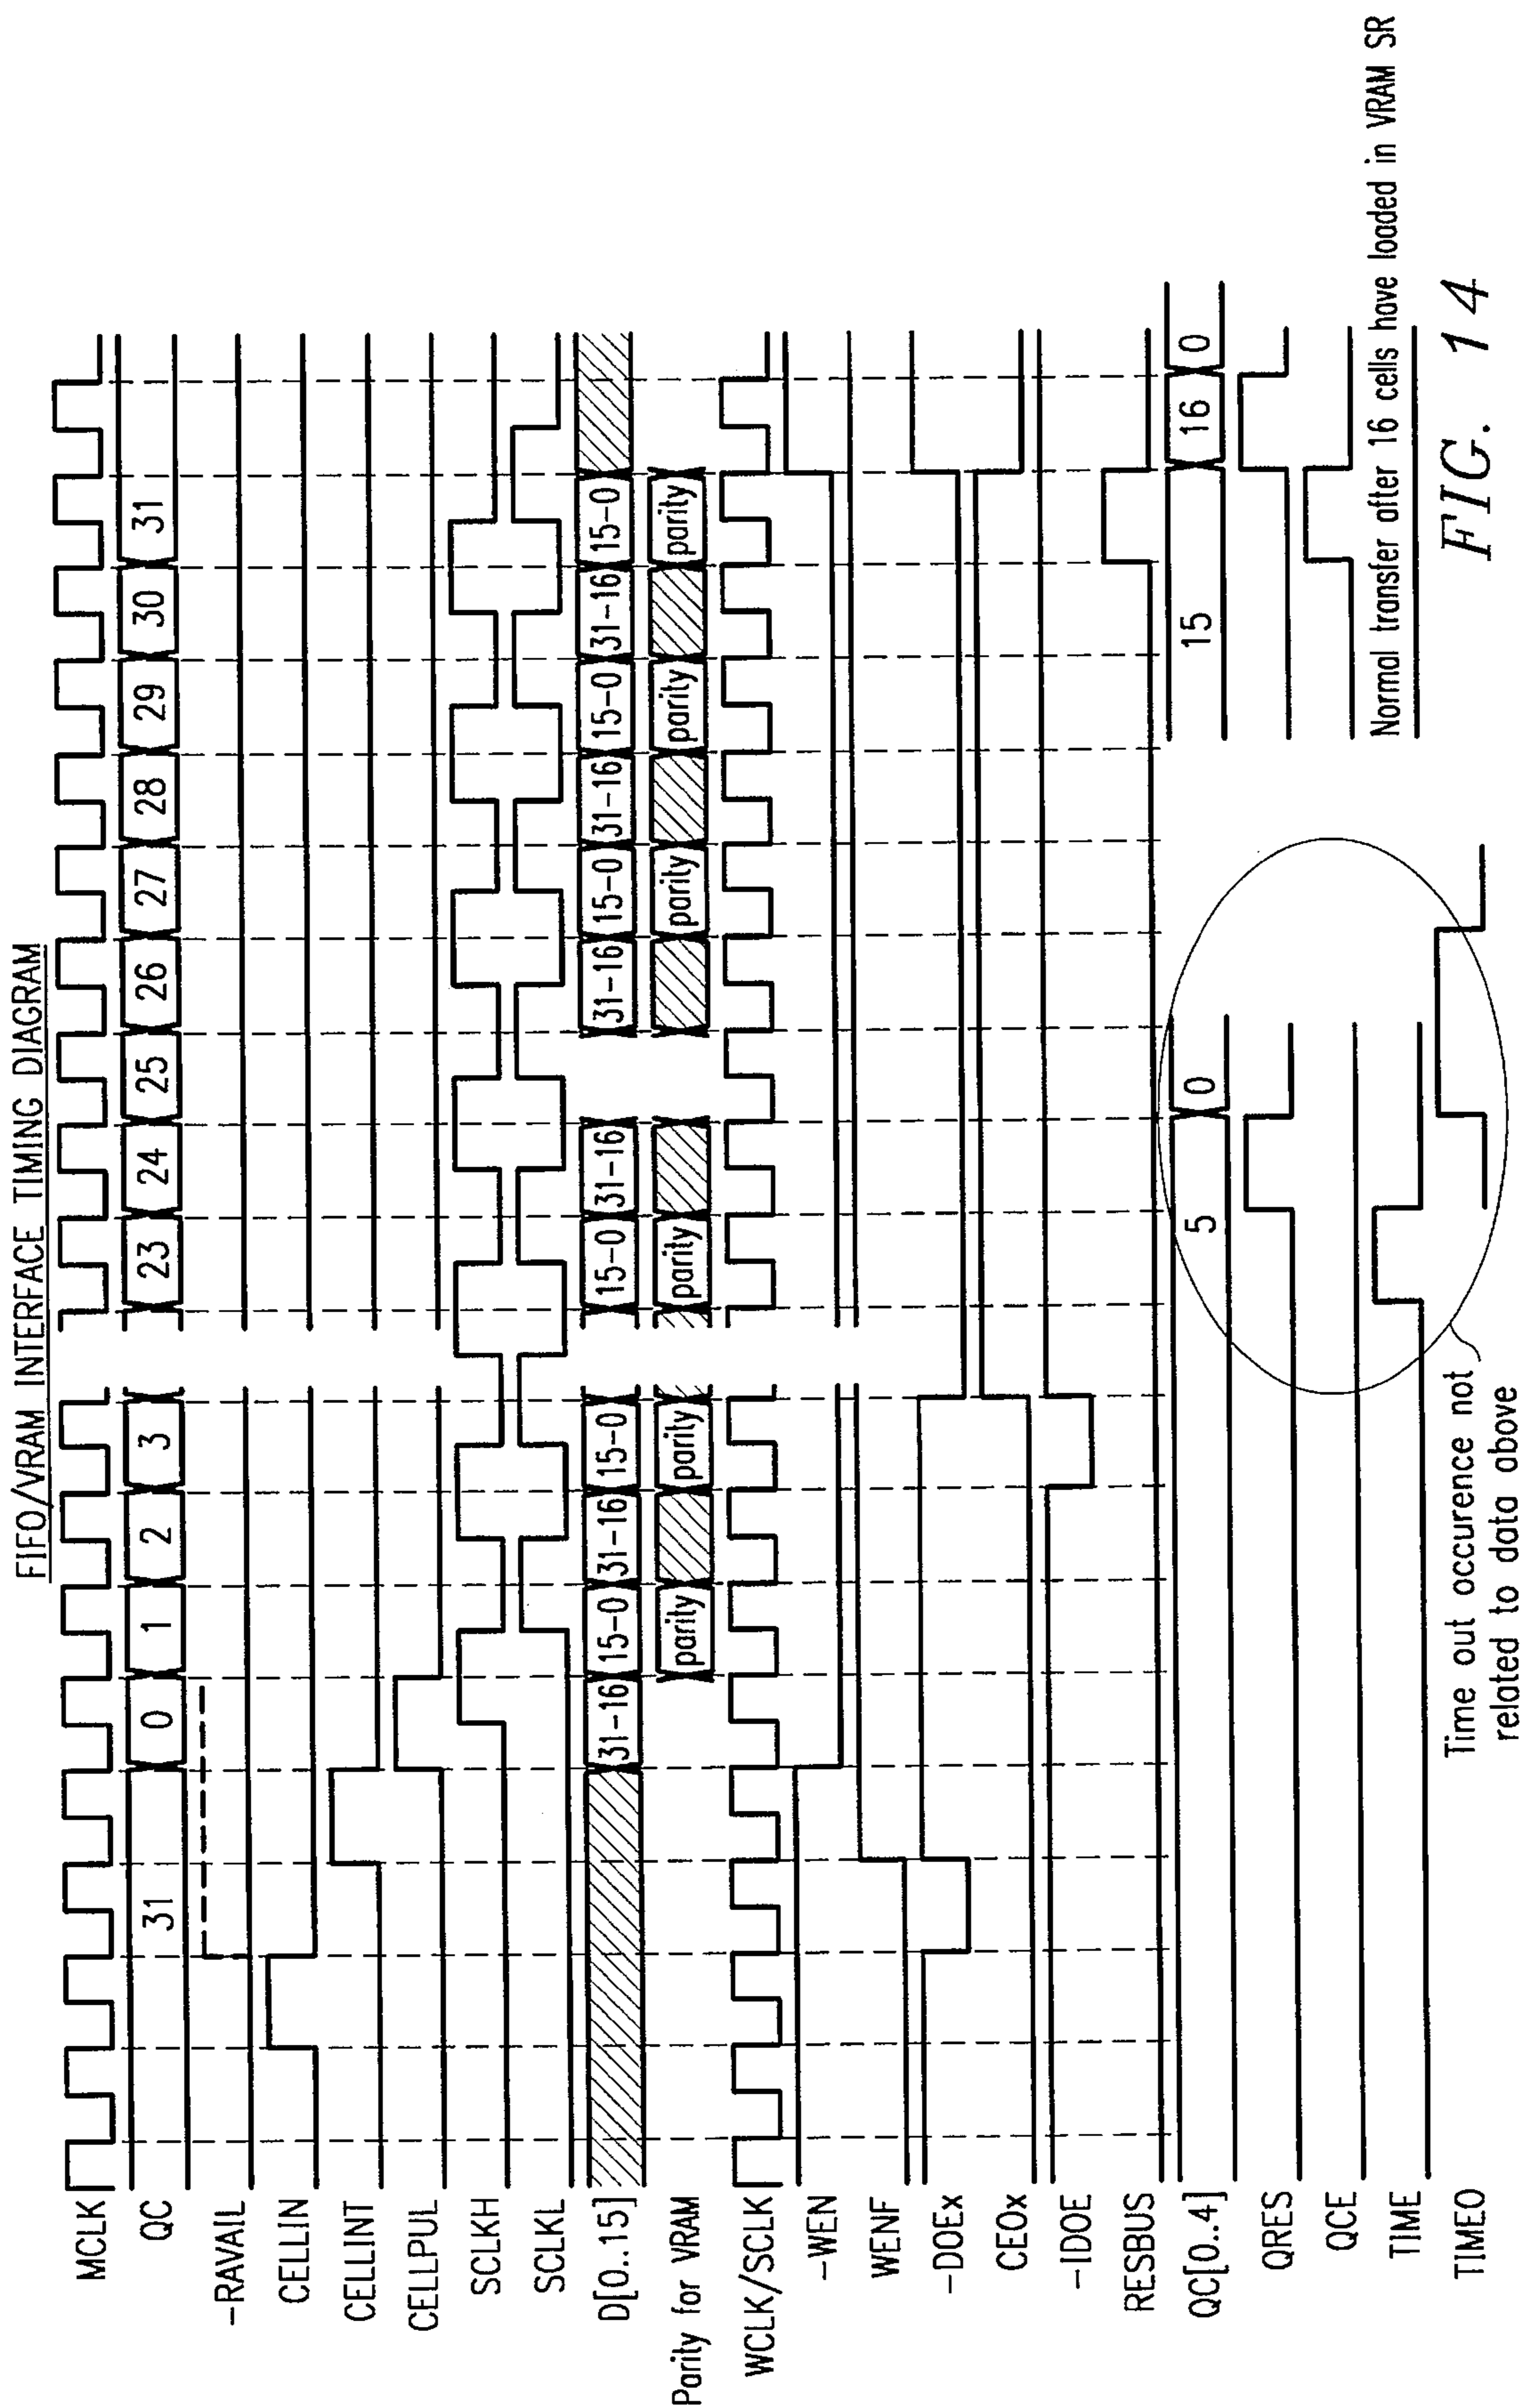 FIFO/VRAM INTERFACE TIMING DIAGRAM
MCLK
QC 31 0 1 2 3 23 24 25 26 27 28 29 30 31
-RAVAIL
CELLIN
CELLINT
CELLPUL
SCLKH
SCLKL
D[0..15] 31-16 15-0 31-16 15-0 15-0 31-16 31-16 15-0 31-16 15-0 31-16 15-0
Parity for VRAM parity parity parity parity parity parity
WCLK/SCLK
-WEN
WENF
-DOEx
CEOx
-IDOE
RESBUS
QC[0..4] 5 0 15 16 0
QRES
QCE
TIME
TIMEO
Normal transfer after 16 cells have loaded in VRAM SR
Time out occurence not
related to data above
FIG. 14